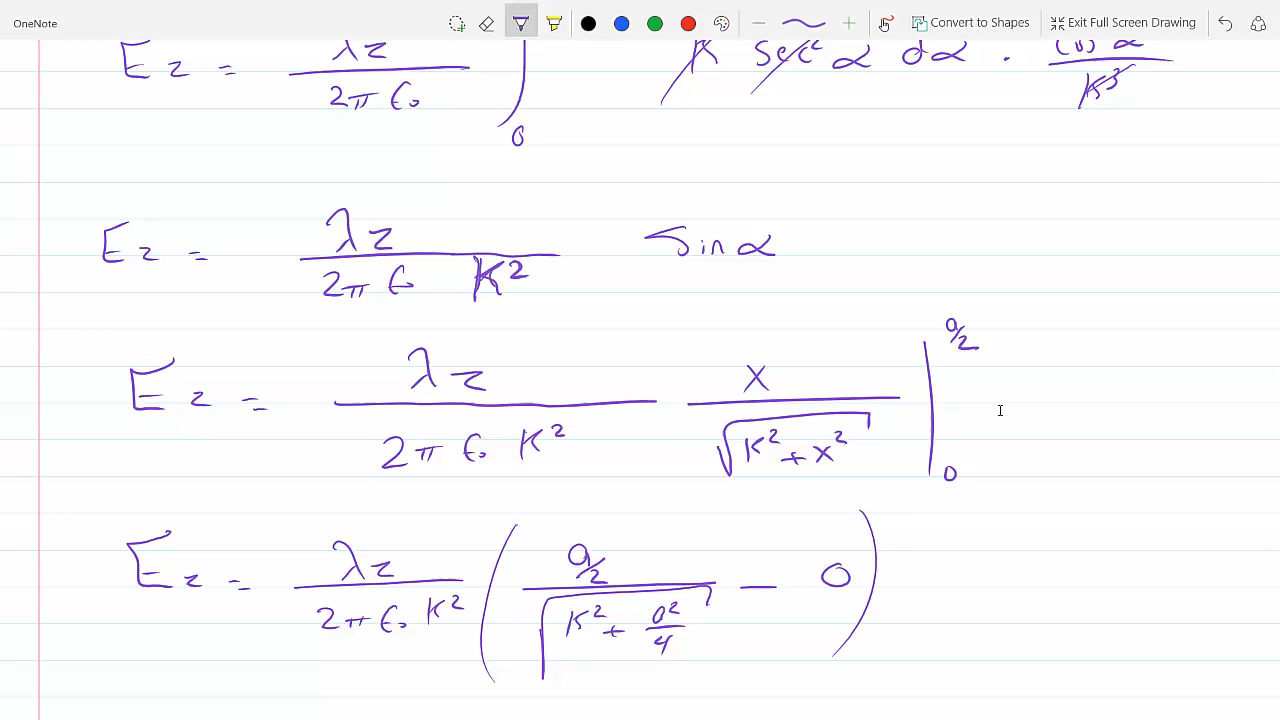 OneNote
Convert to Shapes
Exit Full Screen Drawing
Ez = λz / 2π ϵ₀ ∫₀ K sec² α dα · cos α / K³
Ez = λz / 2π ϵ₀ K² sin α
Ez = λz / 2π ϵ₀ K² x / √(K² + x²) |₀^(a/2)
Ez = λz / 2π ϵ₀ K² ( a/2 / √(K² + a²/4) − 0 )